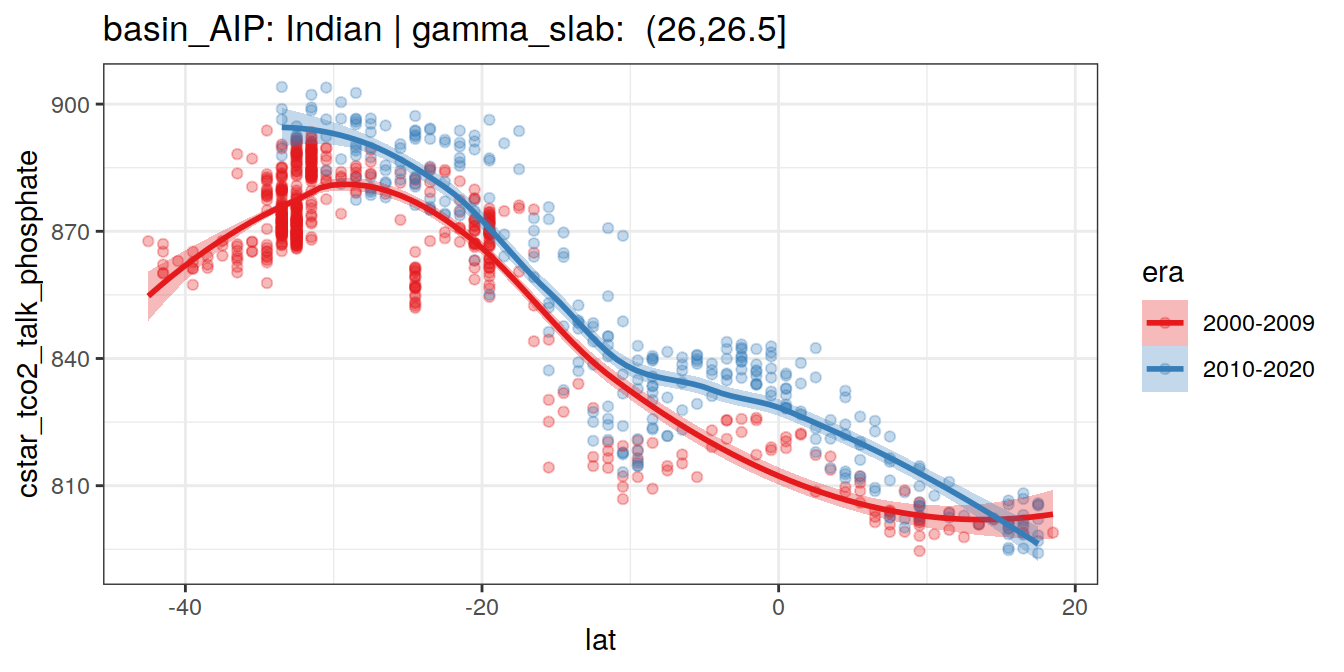 basin_AIP: Indian | gamma_slab:  (26,26.5]
cstar_tco2_talk_phosphate
900
870
840
810
-40
-20
0
20
lat
era
2000-2009
2010-2020